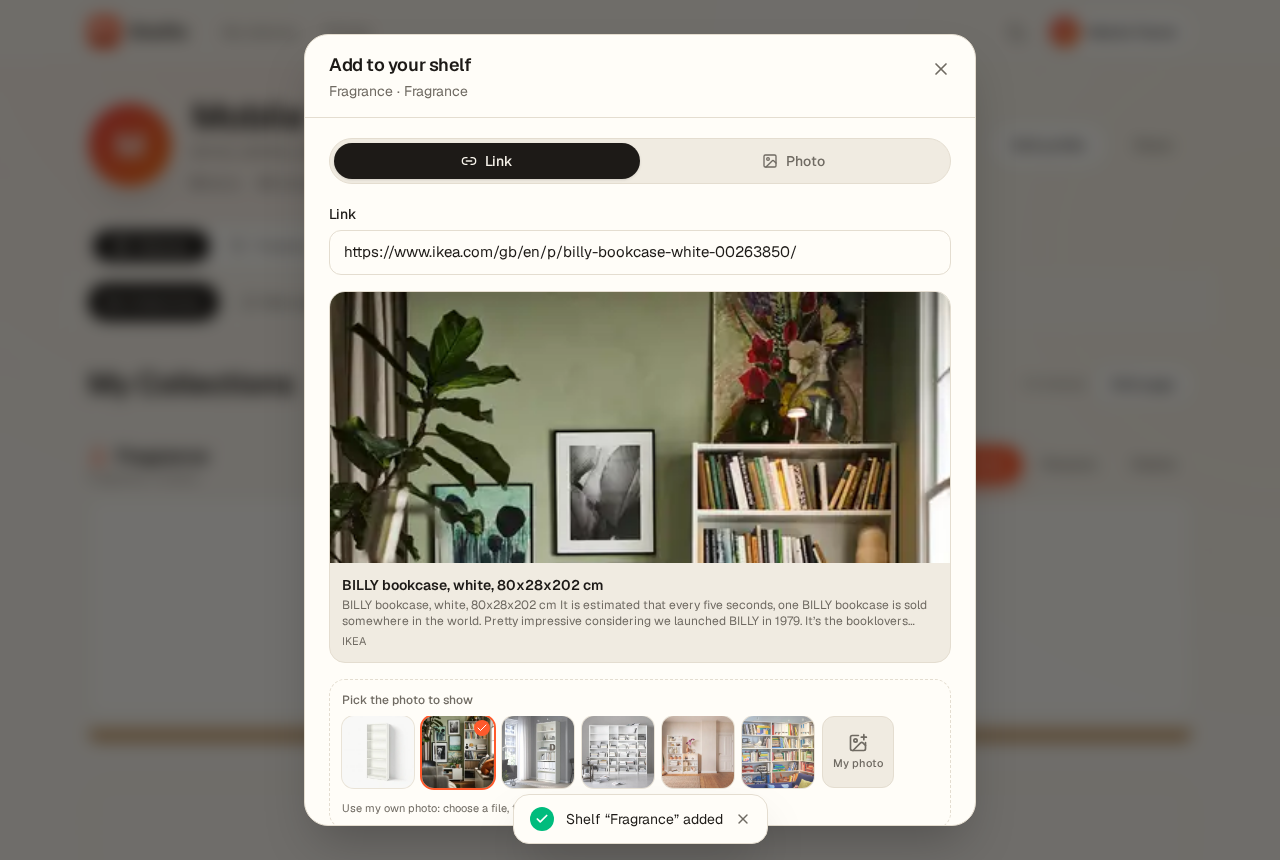 Add to your shelf
Fragrance · Fragrance
Link
Photo
Link
https://www.ikea.com/gb/en/p/billy-bookcase-white-00263850/
BILLY bookcase, white, 80x28x202 cm
BILLY bookcase, white, 80x28x202 cm It is estimated that every five seconds, one BILLY bookcase is sold
somewhere in the world. Pretty impressive considering we launched BILLY in 1979. It’s the booklovers…
IKEA
Pick the photo to show
My photo
Use my own photo: choose a file,
Shelf “Fragrance” added
My Collections